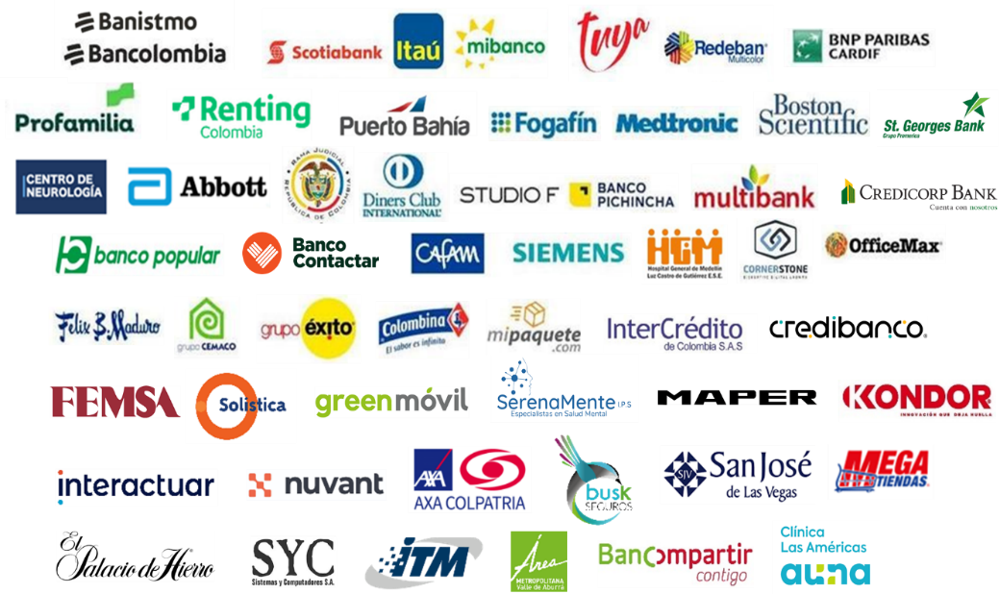 Banistmo
Bancolombia
Scotiabank
Itaú
mibanco
Tuya
Redeban
Multicolor
BNP PARIBAS
CARDIF
Profamilia
Renting
Colombia
Puerto Bahía
Fogafín
Medtronic
Boston
Scientific
St. Georges Bank
Grupo Promerica
CENTRO DE
NEUROLOGÍA
Abbott
RAMA JUDICIAL
REPÚBLICA DE COLOMBIA
Diners Club
INTERNATIONAL
STUDIO F
BANCO
PICHINCHA
multibank
CREDICORP BANK
Cuenta con nosotros
banco popular
Banco
Contactar
CAFAM
SIEMENS
HGM
Hospital General de Medellín
Luz Castro de Gutiérrez E.S.E.
CORNERSTONE
OfficeMax
Felix B. Maduro
grupo CEMACO
grupo éxito
Colombina
El sabor es infinito
mipaquete
.com
InterCrédito
de Colombia S.A.S
credibanco.
FEMSA
Solistica
greenmóvil
SerenaMente I.P.S
Especialistas en Salud Mental
MAPER
KONDOR
INNOVACIÓN QUE DEJA HUELLA
interactuar
nuvant
AXA
AXA COLPATRIA
busk
SEGUROS
SJV
San José
de Las Vegas
MEGA
TIENDAS
El
Palacio de Hierro
SYC
Sistemas y Computadores S.A.
ITM
Área
METROPOLITANA
Valle de Aburrá
Bancompartir
contigo
Clínica
Las Américas
auna